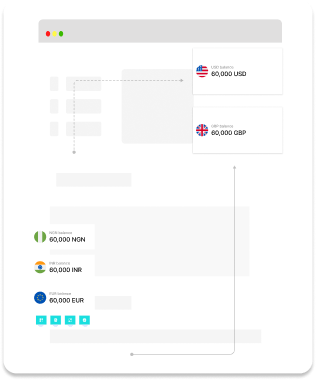 USD balance
60,000 USD
GBP balance
60,000 GBP
NGN balance
60,000 NGN
INR balance
60,000 INR
EUR balance
60,000 EUR